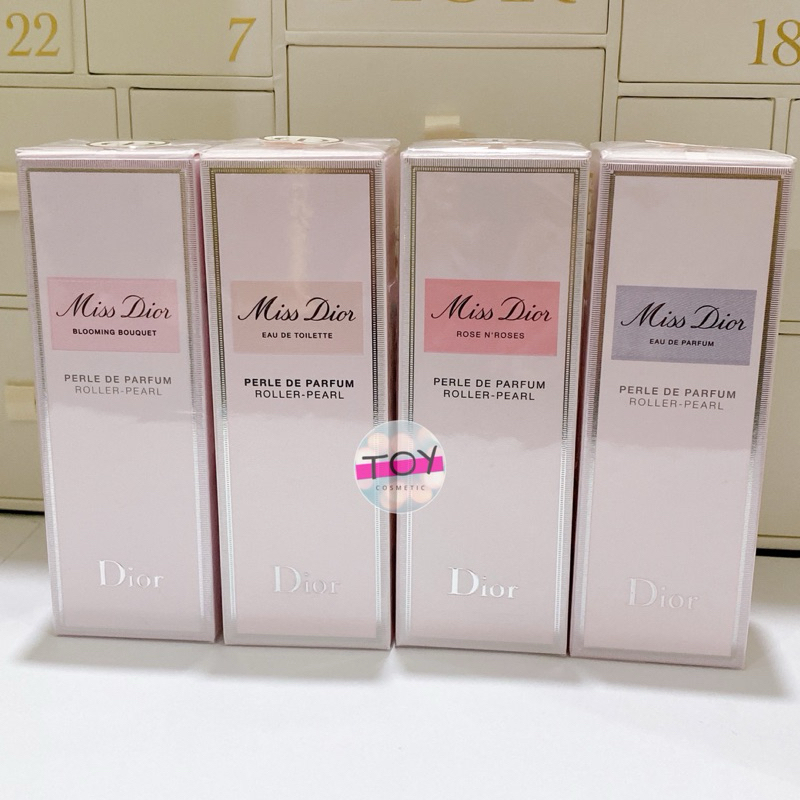 22
7
18
Miss Dior
BLOOMING BOUQUET
PERLE DE PARFUM
ROLLER-PEARL
Dior
Miss Dior
EAU DE TOILETTE
PERLE DE PARFUM
ROLLER-PEARL
Dior
Miss Dior
ROSE N'ROSES
PERLE DE PARFUM
ROLLER-PEARL
Dior
Miss Dior
EAU DE PARFUM
PERLE DE PARFUM
ROLLER-PEARL
Dior
TOY
COSMETIC